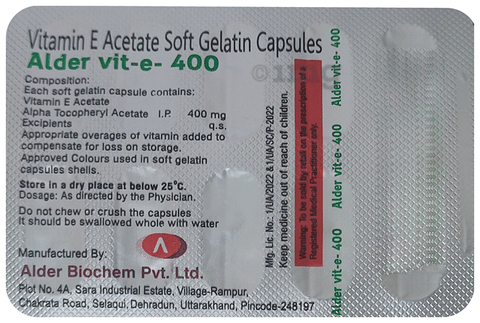 Vitamin E Acetate Soft Gelatin Capsules
Alder vit-e- 400
Composition:
Each soft gelatin capsule contains:
Vitamin E Acetate
Alpha Tocopheryl Acetate I.P. 400 mg
Excipients q.s.
Appropriate overages of vitamin added to
compensate for loss on storage.
Approved Colours used in soft gelatin
capsules shells.
Store in a dry place at below 25°C.
Dosage: As directed by the Physician.
Do not chew or crush the capsules
It should be swallowed whole with water
Manufactured By:
Alder Biochem Pvt. Ltd.
Plot No. 4A, Sara Industrial Estate, Village-Rampur,
Chakrata Road, Selaqui, Dehradun, Uttarakhand, Pincode-248197
Mfg. Lic. No.: 1/UA/2022 & 1/UA/SC/P-2022
Keep medicine out of reach of children.
Warning: To be sold by retail on the prescription of a
Registered Medical Practitioner only.
Alder vit-e- 400
Alder vit-e- 400
Alder vit-e- 400